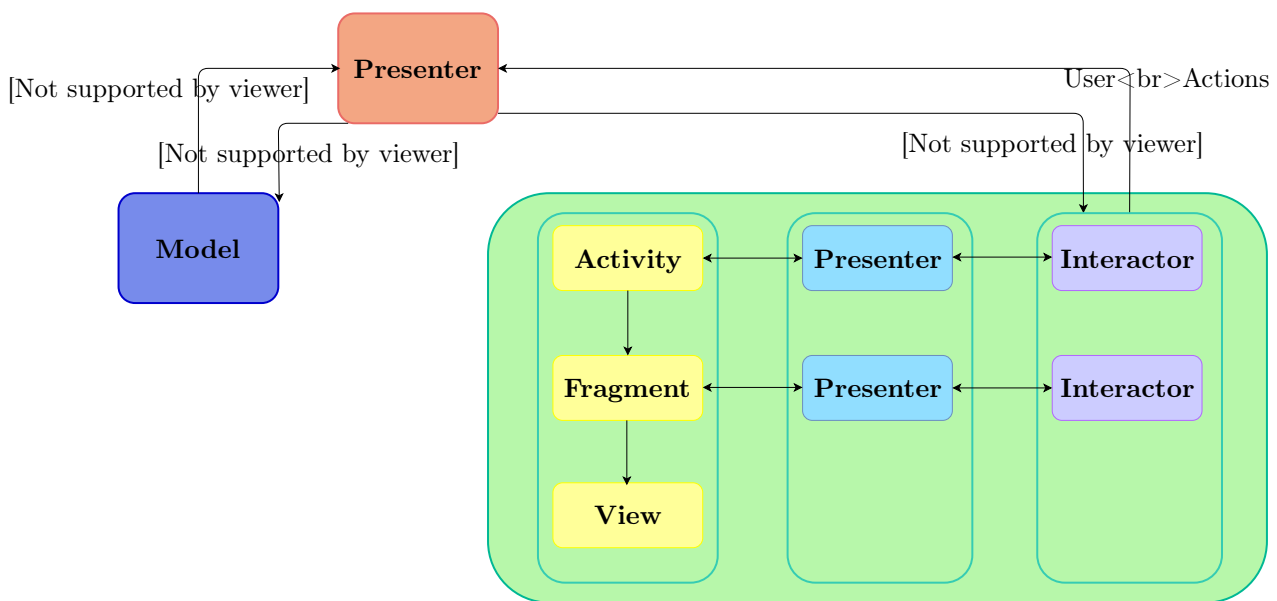 Presenter
User<br>Actions
[Not supported by viewer]
[Not supported by viewer]
[Not supported by viewer]
Model
Activity
Presenter
Interactor
Fragment
Presenter
Interactor
View